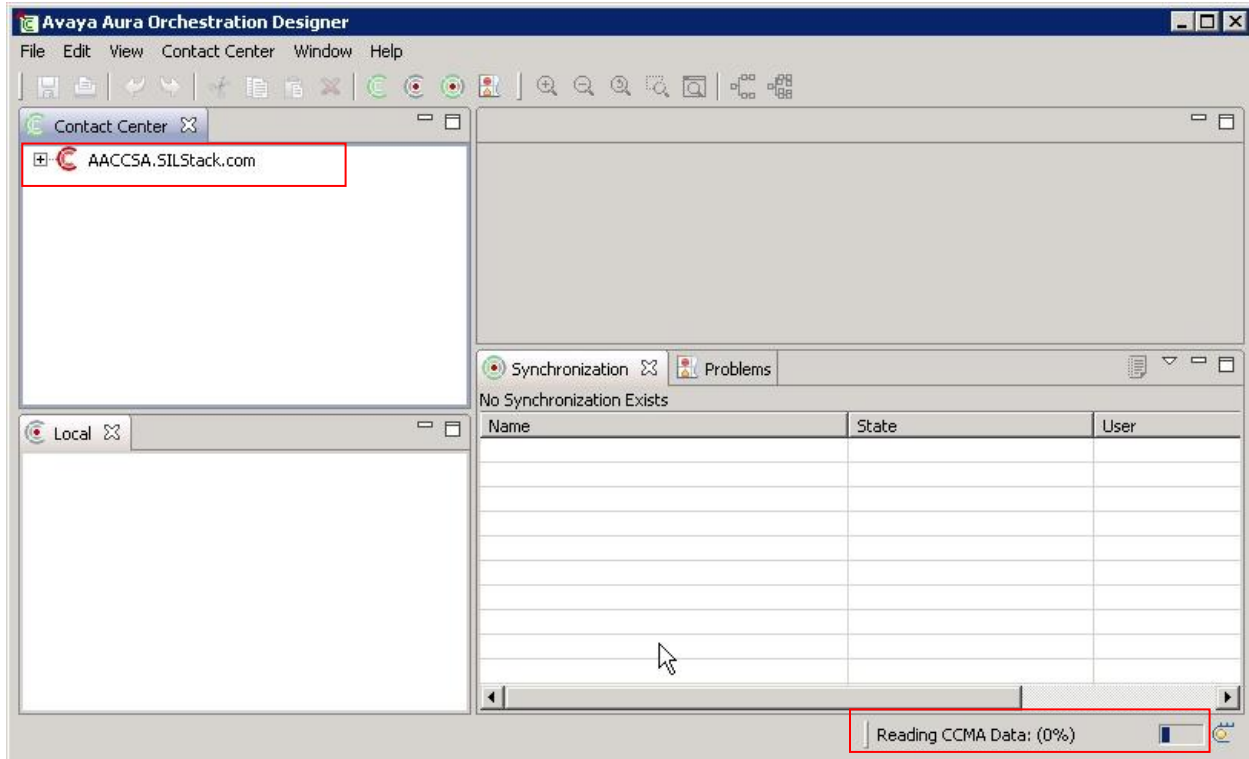 Avaya Aura Orchestration Designer
File Edit View Contact Center Window Help
Contact Center
AACCSA.SILStack.com
Synchronization Problems
No Synchronization Exists
Name State User
Local
Reading CCMA Data: (0%)